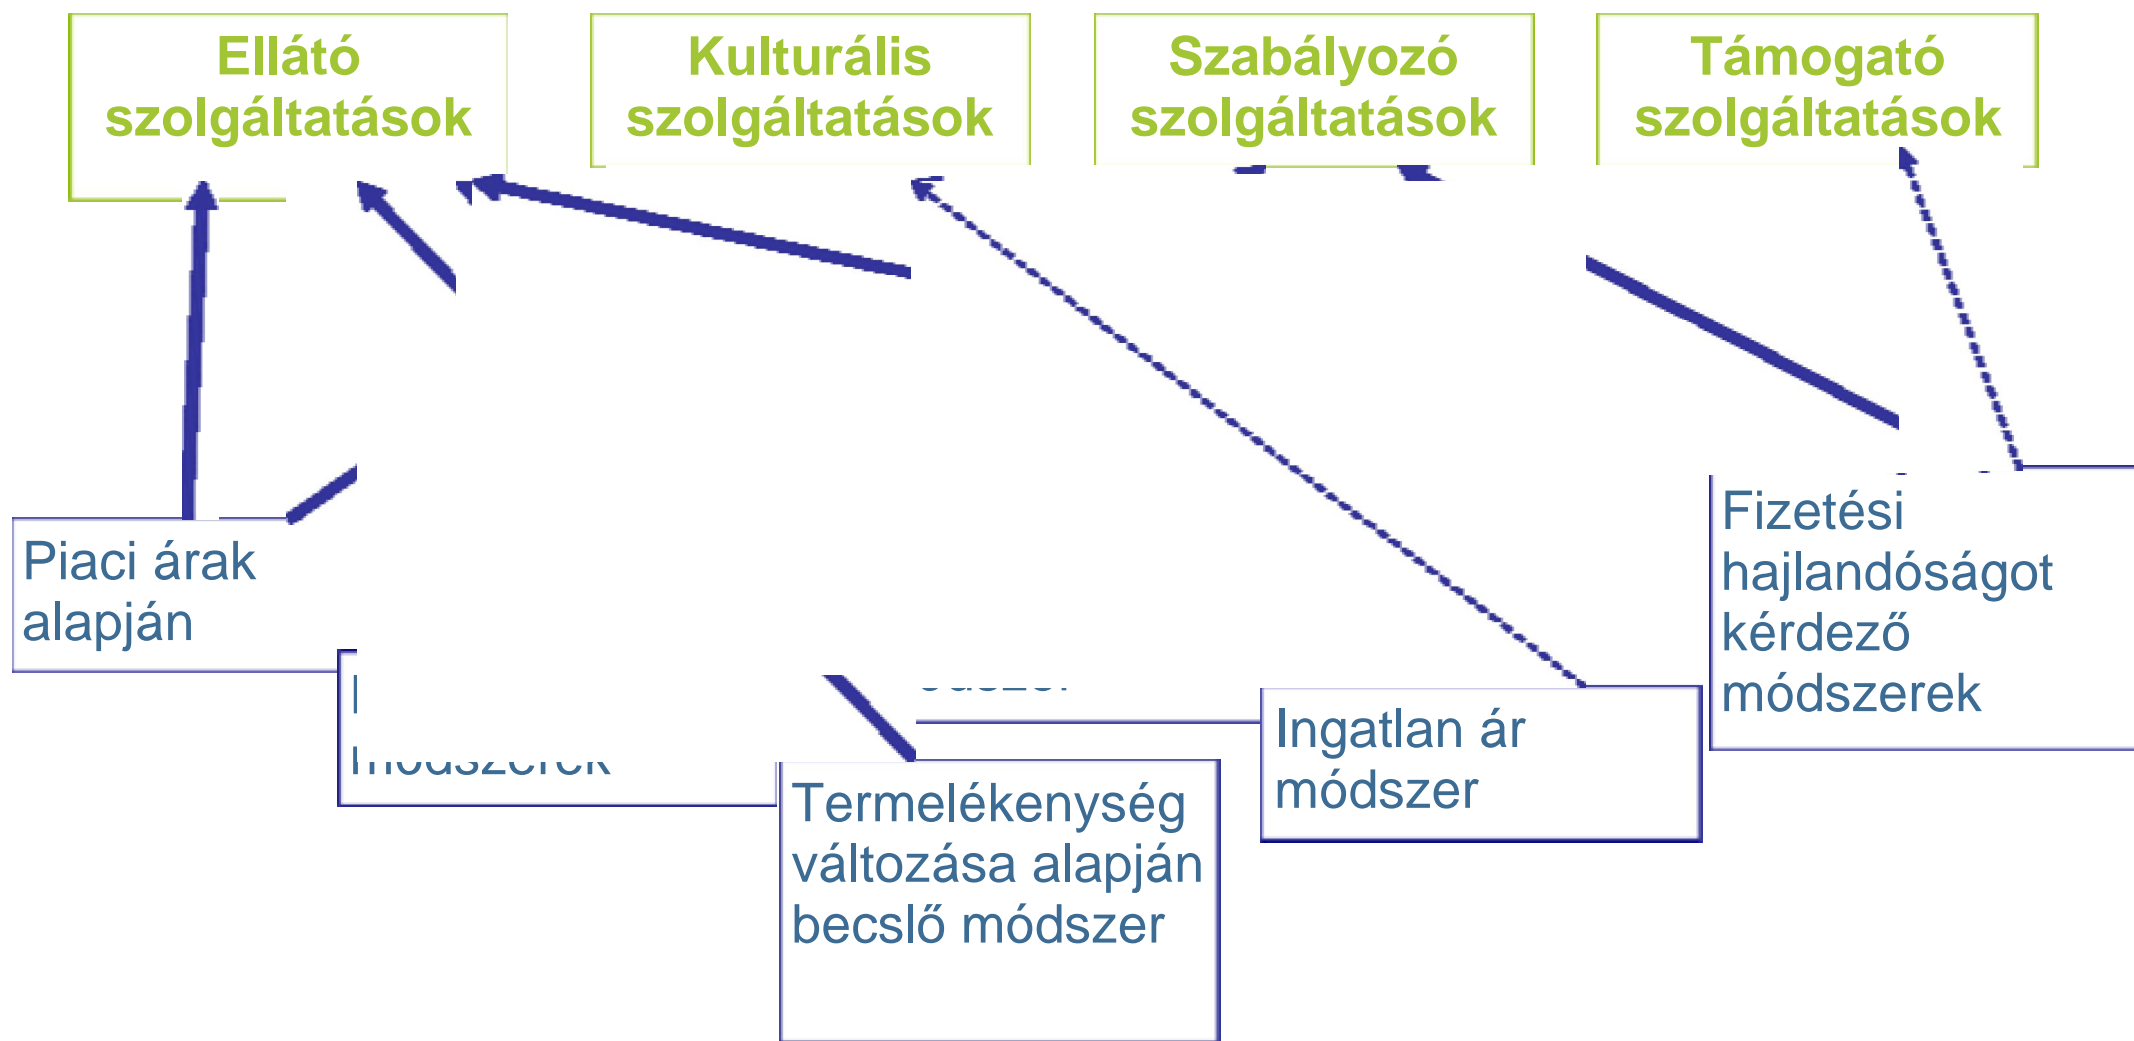 Ellátó
szolgáltatások
Kulturális
szolgáltatások
Szabályozó
szolgáltatások
Támogató
szolgáltatások
Piaci árak
alapján
módszerek
Termelékenység
változása alapján
becslő módszer
Ingatlan ár
módszer
Fizetési
hajlandóságot
kérdező
módszerek